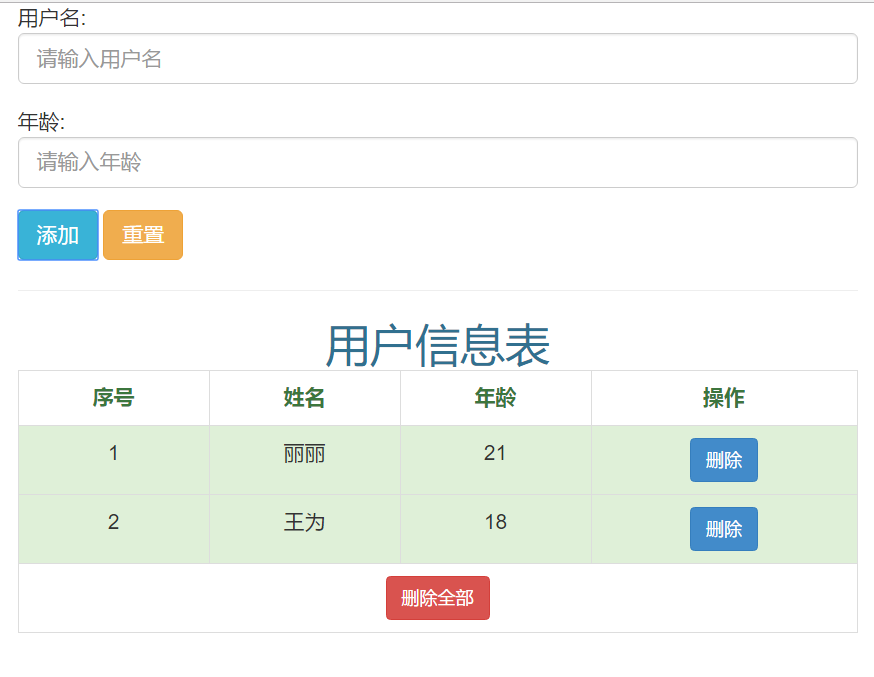 用户名:
请输入用户名
年龄:
请输入年龄
添加 重置
用户信息表
序号 姓名 年龄 操作
1 丽丽 21 删除
2 王为 18 删除
删除全部